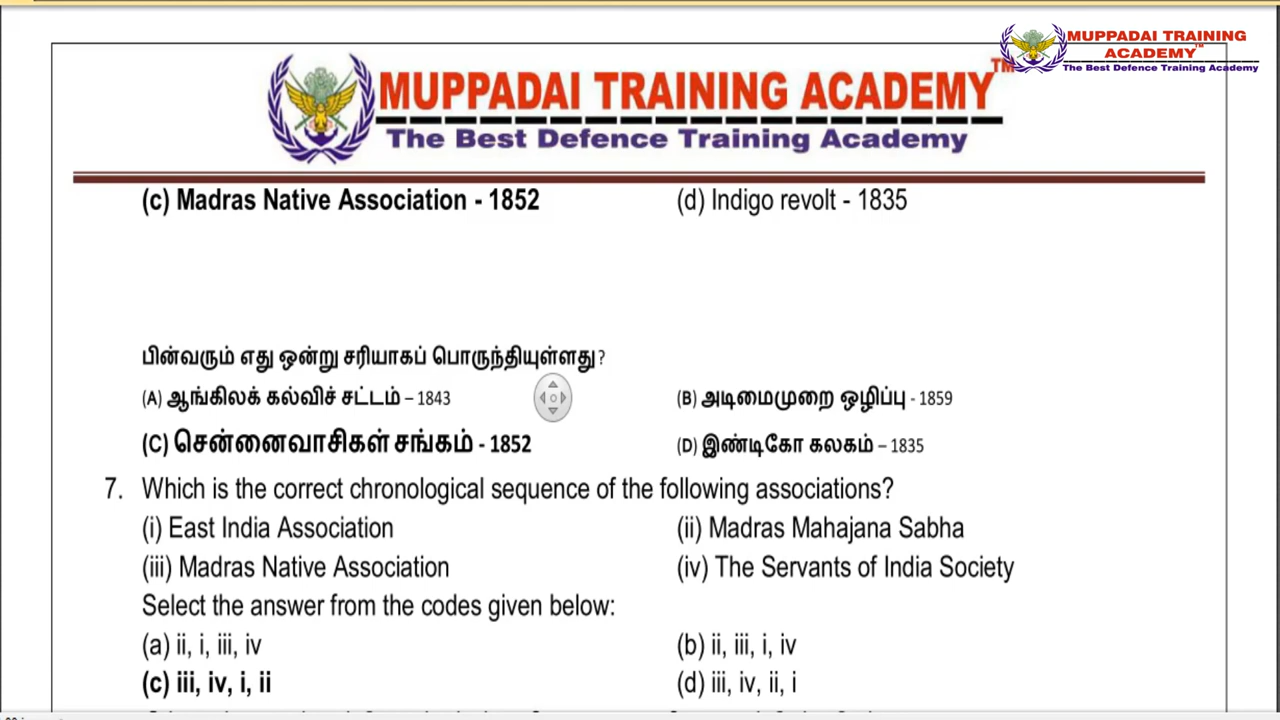 MUPPADAI TRAINING
ACADEMY™
The Best Defence Training Academy
MUPPADAI TRAINING ACADEMY™
The Best Defence Training Academy
(c) Madras Native Association - 1852 (d) Indigo revolt - 1835
பின்வரும் எது ஒன்று சரியாகப் பொருந்தியுள்ளது?
(A) ஆங்கிலக் கல்விச் சட்டம் – 1843 (B) அடிமைமுறை ஒழிப்பு - 1859
(C) சென்னைவாசிகள் சங்கம் - 1852 (D) இண்டிகோ கலகம் – 1835
7. Which is the correct chronological sequence of the following associations?
(i) East India Association (ii) Madras Mahajana Sabha
(iii) Madras Native Association (iv) The Servants of India Society
Select the answer from the codes given below:
(a) ii, i, iii, iv (b) ii, iii, i, iv
(c) iii, iv, i, ii (d) iii, iv, ii, i